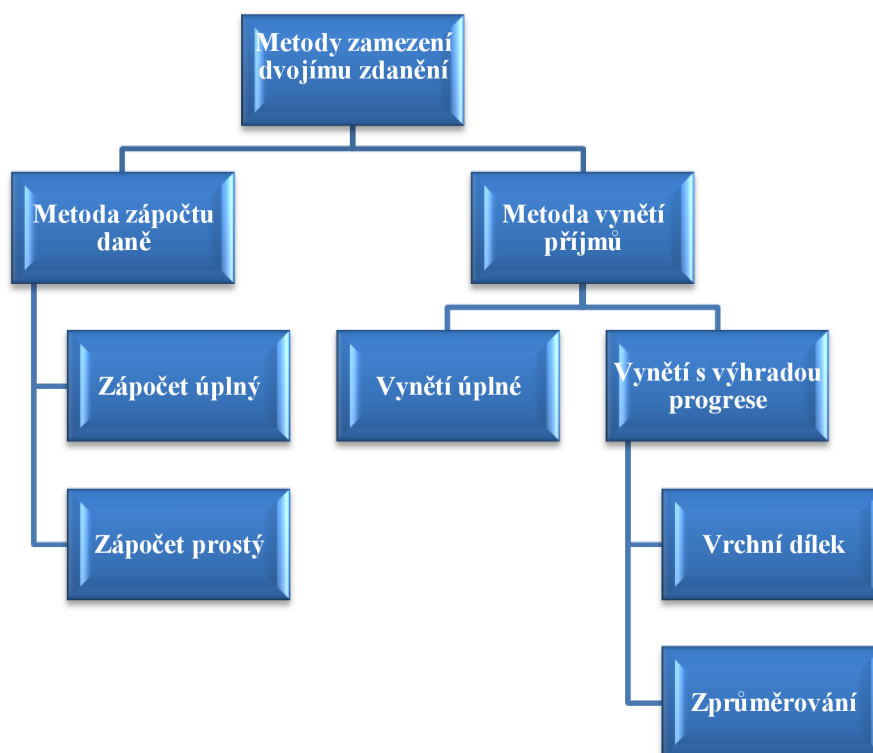 Metody zamezení
dvojímu zdanění
Metoda zápočtu
daně
Metoda vynětí
příjmů
Zápočet úplný
Vynětí úplné
Vynětí s výhradou
progrese
Zápočet prostý
Vrchní dílek
Zprůměrování